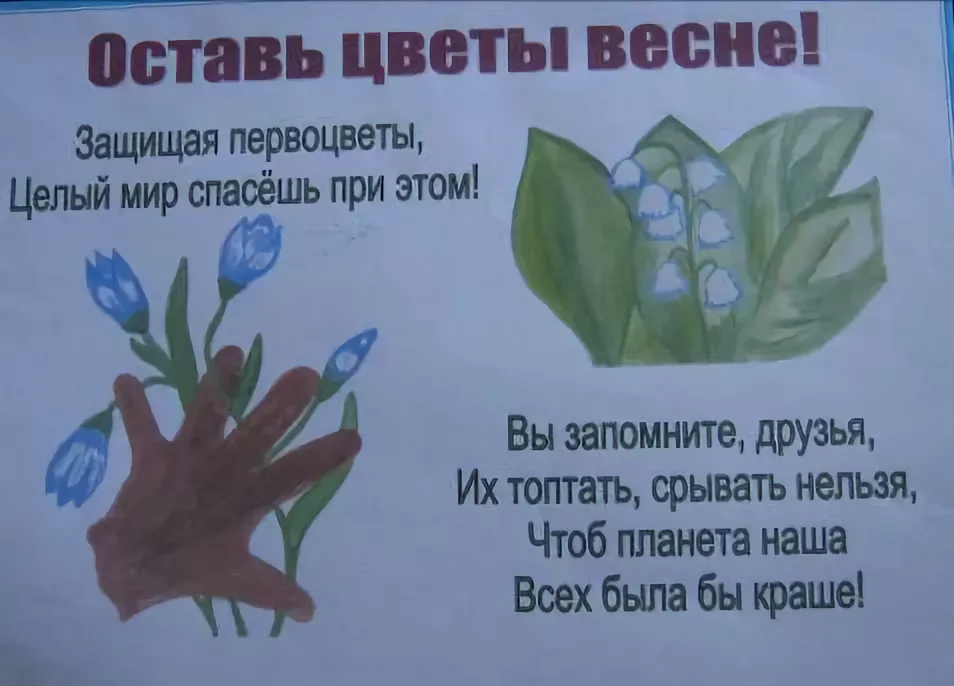 Оставь цветы весне!
Защищая первоцветы,
Целый мир спасёшь при этом!
Вы запомните, друзья,
Их топтать, срывать нельзя,
Чтоб планета наша
Всех была бы краше!